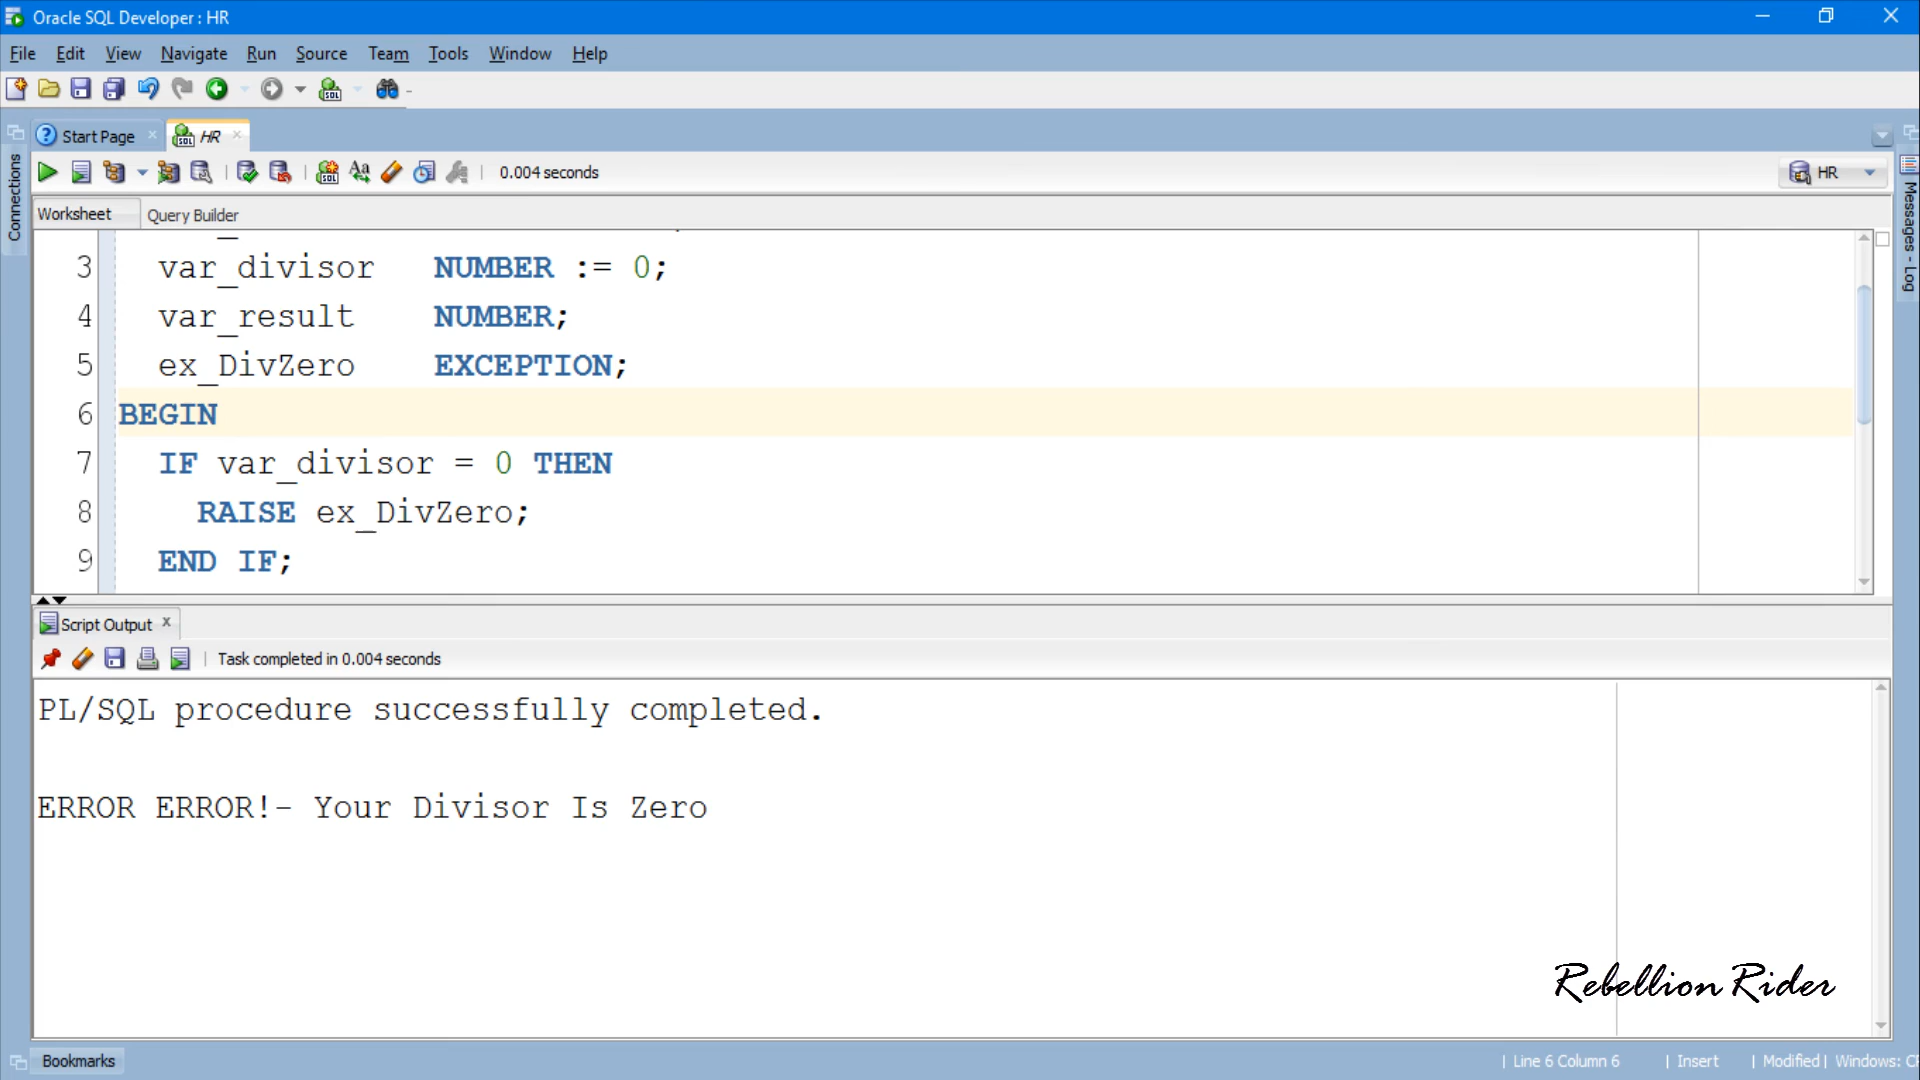 Oracle SQL Developer : HR
File Edit View Navigate Run Source Team Tools Window Help
Start Page HR
0.004 seconds HR
Worksheet Query Builder
3 var_divisor NUMBER := 0;
4 var_result NUMBER;
5 ex_DivZero EXCEPTION;
6 BEGIN
7 IF var_divisor = 0 THEN
8 RAISE ex_DivZero;
9 END IF;
Connections
Messages - Log
Script Output
Task completed in 0.004 seconds
PL/SQL procedure successfully completed.
ERROR ERROR!- Your Divisor Is Zero
Rebellion Rider
Bookmarks
Line 6 Column 6 | Insert | Modified | Windows: